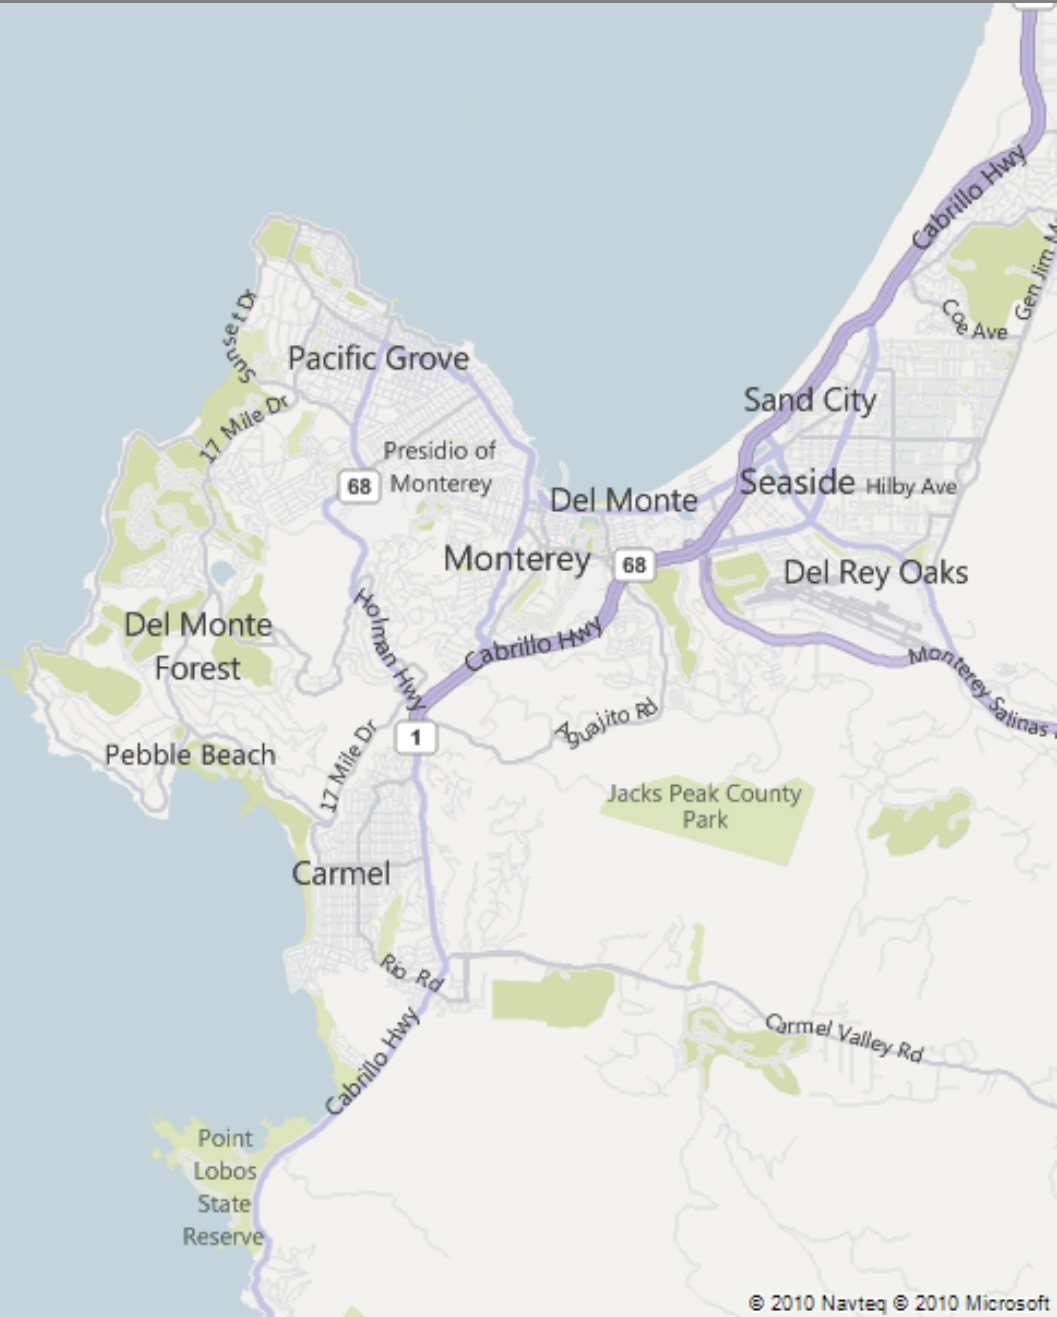 Cabrillo Hwy
Gen Jim M
Coe Ave
Sunset Dr
Pacific Grove
Sand City
17 Mile Dr
Presidio of
Monterey
68
Seaside
Hilby Ave
Del Monte
Monterey
68
Del Rey Oaks
Holman Hwy
Del Monte
Forest
Cabrillo Hwy
Monterey Salinas
Aguajito Rd
1
17 Mile Dr
Pebble Beach
Jacks Peak County
Park
Carmel
Rio Rd
Carmel Valley Rd
Cabrillo Hwy
Point
Lobos
State
Reserve
© 2010 Navteq © 2010 Microsoft